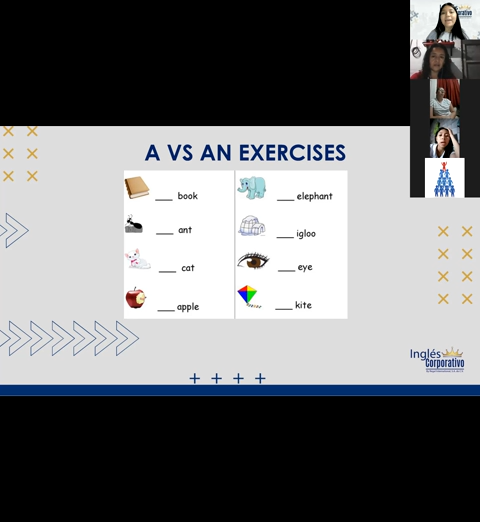 A VS AN EXERCISES
___ book
___ ant
___ cat
___ apple
___ elephant
___ igloo
___ eye
___ kite
Inglés
Corporativo